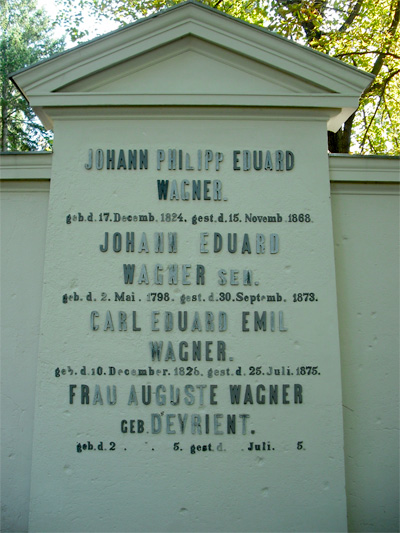 JOHANN PHILIPP EDUARD
WAGNER.
geb.d.17.Decemb.1824. gest.d.15.Novemb.1868.
JOHANN EDUARD
WAGNER SEN.
geb.d. 2. Mai. 1798. gest.d.30.Septemb. 1873.
CARL EDUARD EMIL
WAGNER.
geb.d.10.December.1826. gest.d. 25.Juli.1875.
FRAU AUGUSTE WAGNER
GEB.D'EVRIENT.
geb.d.2 . . 5. gest.d. Juli. 5.